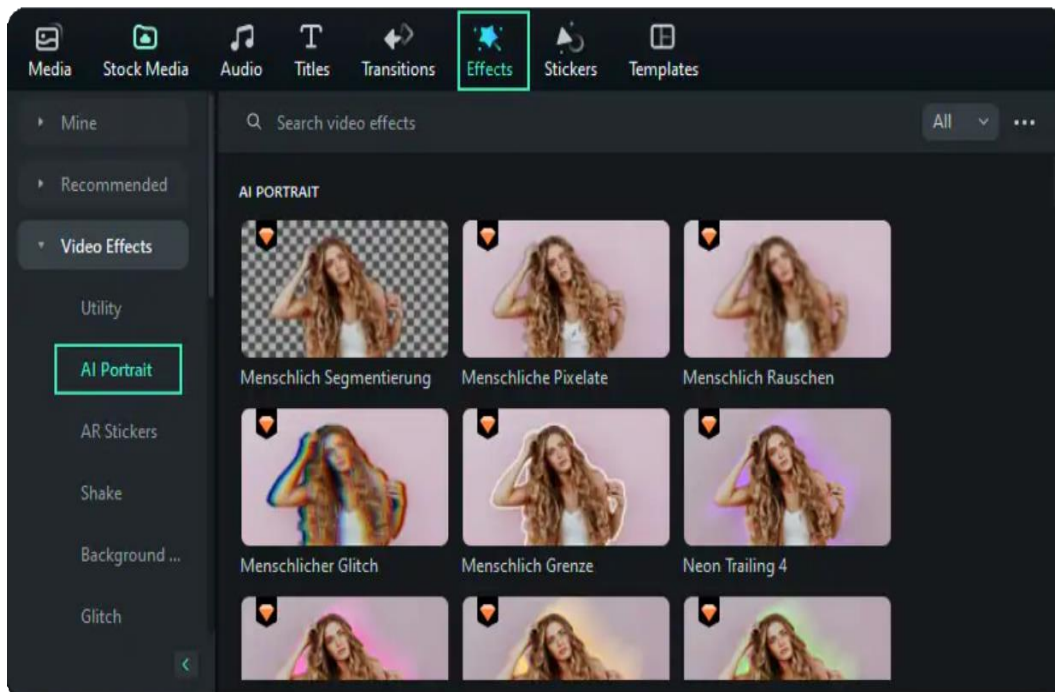 Media Stock Media Audio Titles Transitions Effects Stickers Templates
Mine
Search video effects
All
Recommended
AI PORTRAIT
Video Effects
Utility
AI Portrait
AR Stickers
Shake
Background ...
Glitch
Menschlich Segmentierung Menschliche Pixelate Menschlich Rauschen
Menschlicher Glitch Menschlich Grenze Neon Trailing 4